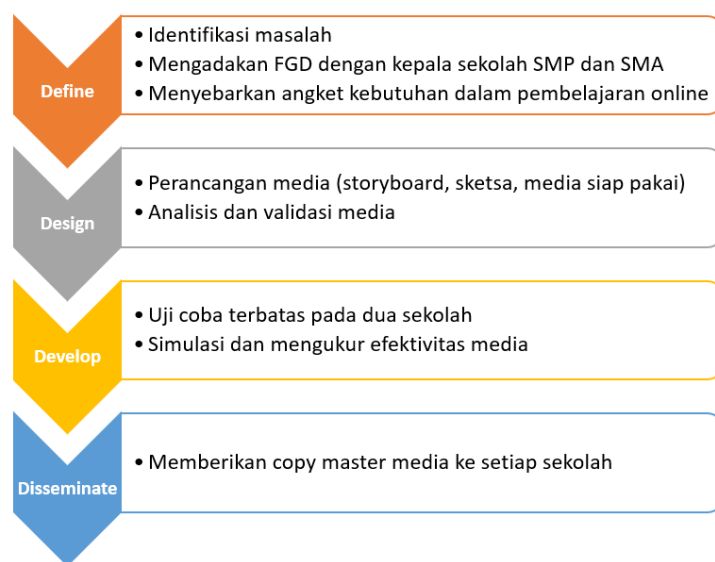 Define
• Identifikasi masalah
• Mengadakan FGD dengan kepala sekolah SMP dan SMA
• Menyebarkan angket kebutuhan dalam pembelajaran online
Design
• Perancangan media (storyboard, sketsa, media siap pakai)
• Analisis dan validasi media
Develop
• Uji coba terbatas pada dua sekolah
• Simulasi dan mengukur efektivitas media
Disseminate
• Memberikan copy master media ke setiap sekolah